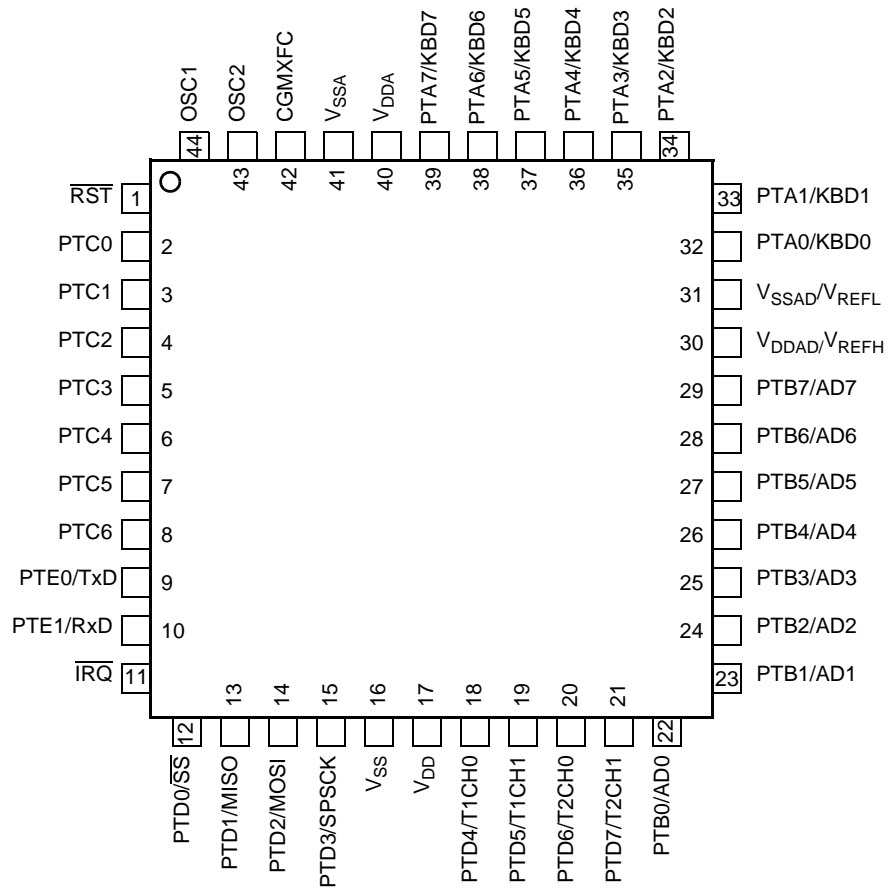 OSC1
OSC2
CGMXFC
VSSA
VDDA
PTA7/KBD7
PTA6/KBD6
PTA5/KBD5
PTA4/KBD4
PTA3/KBD3
PTA2/KBD2
44
43
42
41
40
39
38
37
36
35
34
RST 1
PTC0 2
PTC1 3
PTC2 4
PTC3 5
PTC4 6
PTC5 7
PTC6 8
PTE0/TxD 9
PTE1/RxD 10
IRQ 11
33 PTA1/KBD1
32 PTA0/KBD0
31 VSSAD/VREFL
30 VDDAD/VREFH
29 PTB7/AD7
28 PTB6/AD6
27 PTB5/AD5
26 PTB4/AD4
25 PTB3/AD3
24 PTB2/AD2
23 PTB1/AD1
12
13
14
15
16
17
18
19
20
21
22
PTD0/SS
PTD1/MISO
PTD2/MOSI
PTD3/SPSCK
VSS
VDD
PTD4/T1CH0
PTD5/T1CH1
PTD6/T2CH0
PTD7/T2CH1
PTB0/AD0